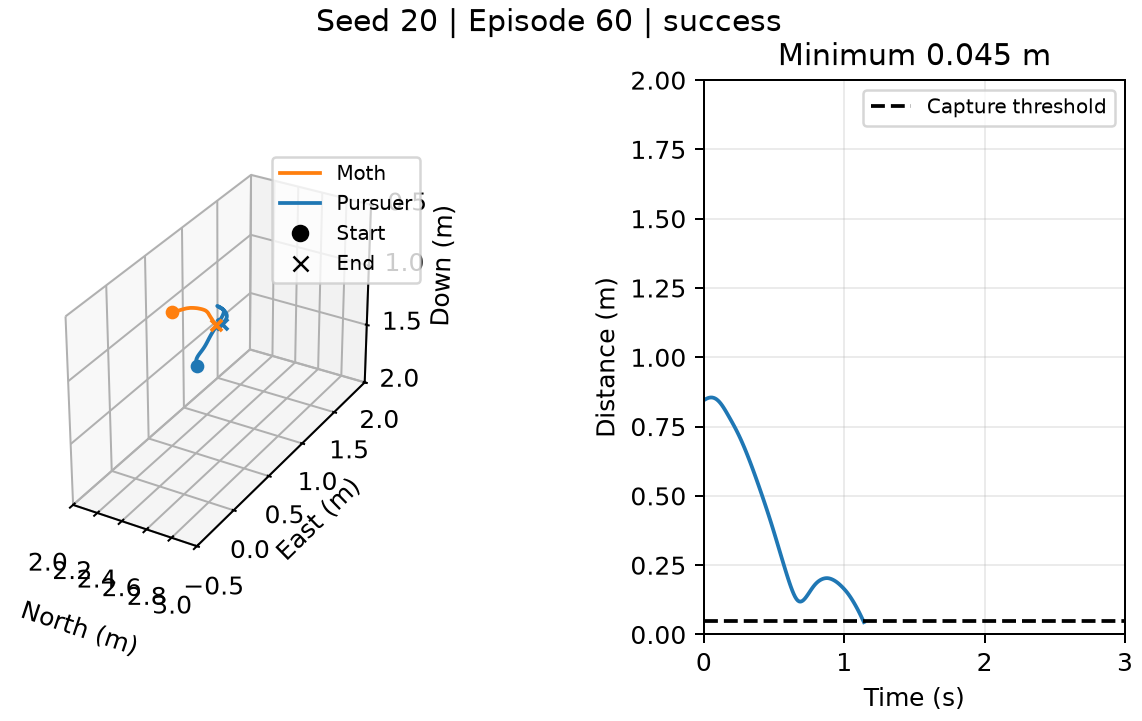 Seed 20 | Episode 60 | success
Moth
Pursuer
Start
End
0.5
1.0
1.5
2.0
Down (m)
2.0
1.5
1.0
0.5
0.0
−0.5
East (m)
2.0
2.2
2.4
2.6
2.8
3.0
North (m)
Minimum 0.045 m
Capture threshold
2.00
1.75
1.50
1.25
1.00
0.75
0.50
0.25
0.00
Distance (m)
0 1 2 3
Time (s)